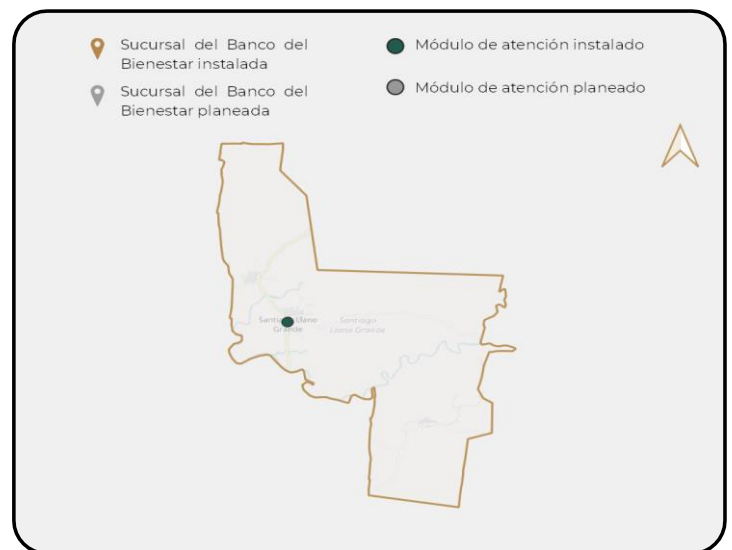 Sucursal del Banco del
Bienestar instalada
Sucursal del Banco del
Bienestar planeada
Módulo de atención instalado
Módulo de atención planeado
Santiago Llano
Grande
Santiago
Llano Grande